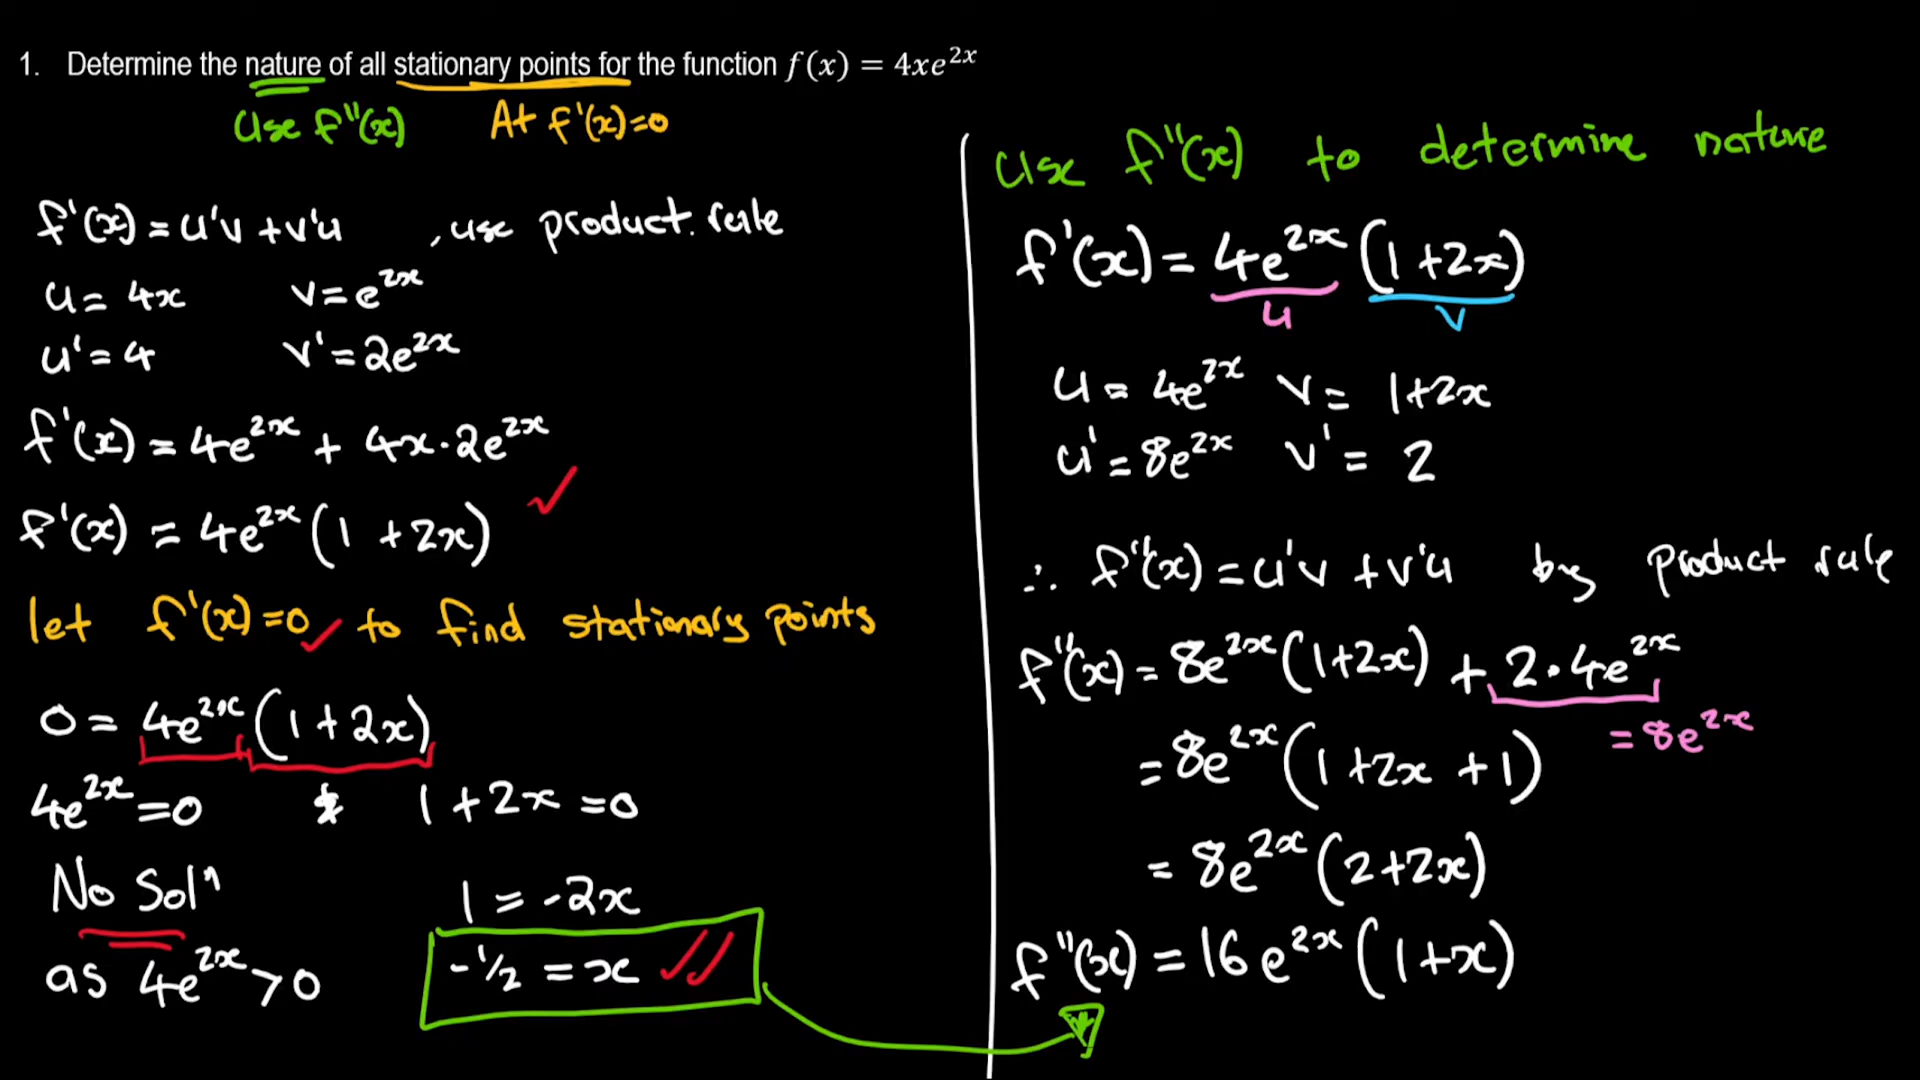 1. Determine the nature of all stationary points for the function f(x) = 4xe^{2x}
Use f''(x) At f'(x)=0
f'(x) = u'v + v'u , use product rule
u = 4x v = e^{2x}
u' = 4 v' = 2e^{2x}
f'(x) = 4e^{2x} + 4x·2e^{2x}
f'(x) = 4e^{2x}(1 + 2x) ✓
let f'(x)=0 ✓ to find stationary points
0 = 4e^{2x}(1 + 2x)
4e^{2x} = 0 & 1 + 2x = 0
No Solⁿ 1 = -2x
as 4e^{2x} > 0 -1/2 = x ✓✓
Use f''(x) to determine nature
f'(x) = 4e^{2x}(1 + 2x)
u v
u = 4e^{2x} v = 1+2x
u' = 8e^{2x} v' = 2
∴ f''(x) = u'v + v'u by product rule
f''(x) = 8e^{2x}(1+2x) + 2·4e^{2x}
= 8e^{2x}
= 8e^{2x}(1 + 2x + 1)
= 8e^{2x}(2+2x)
f''(x) = 16e^{2x}(1+x)